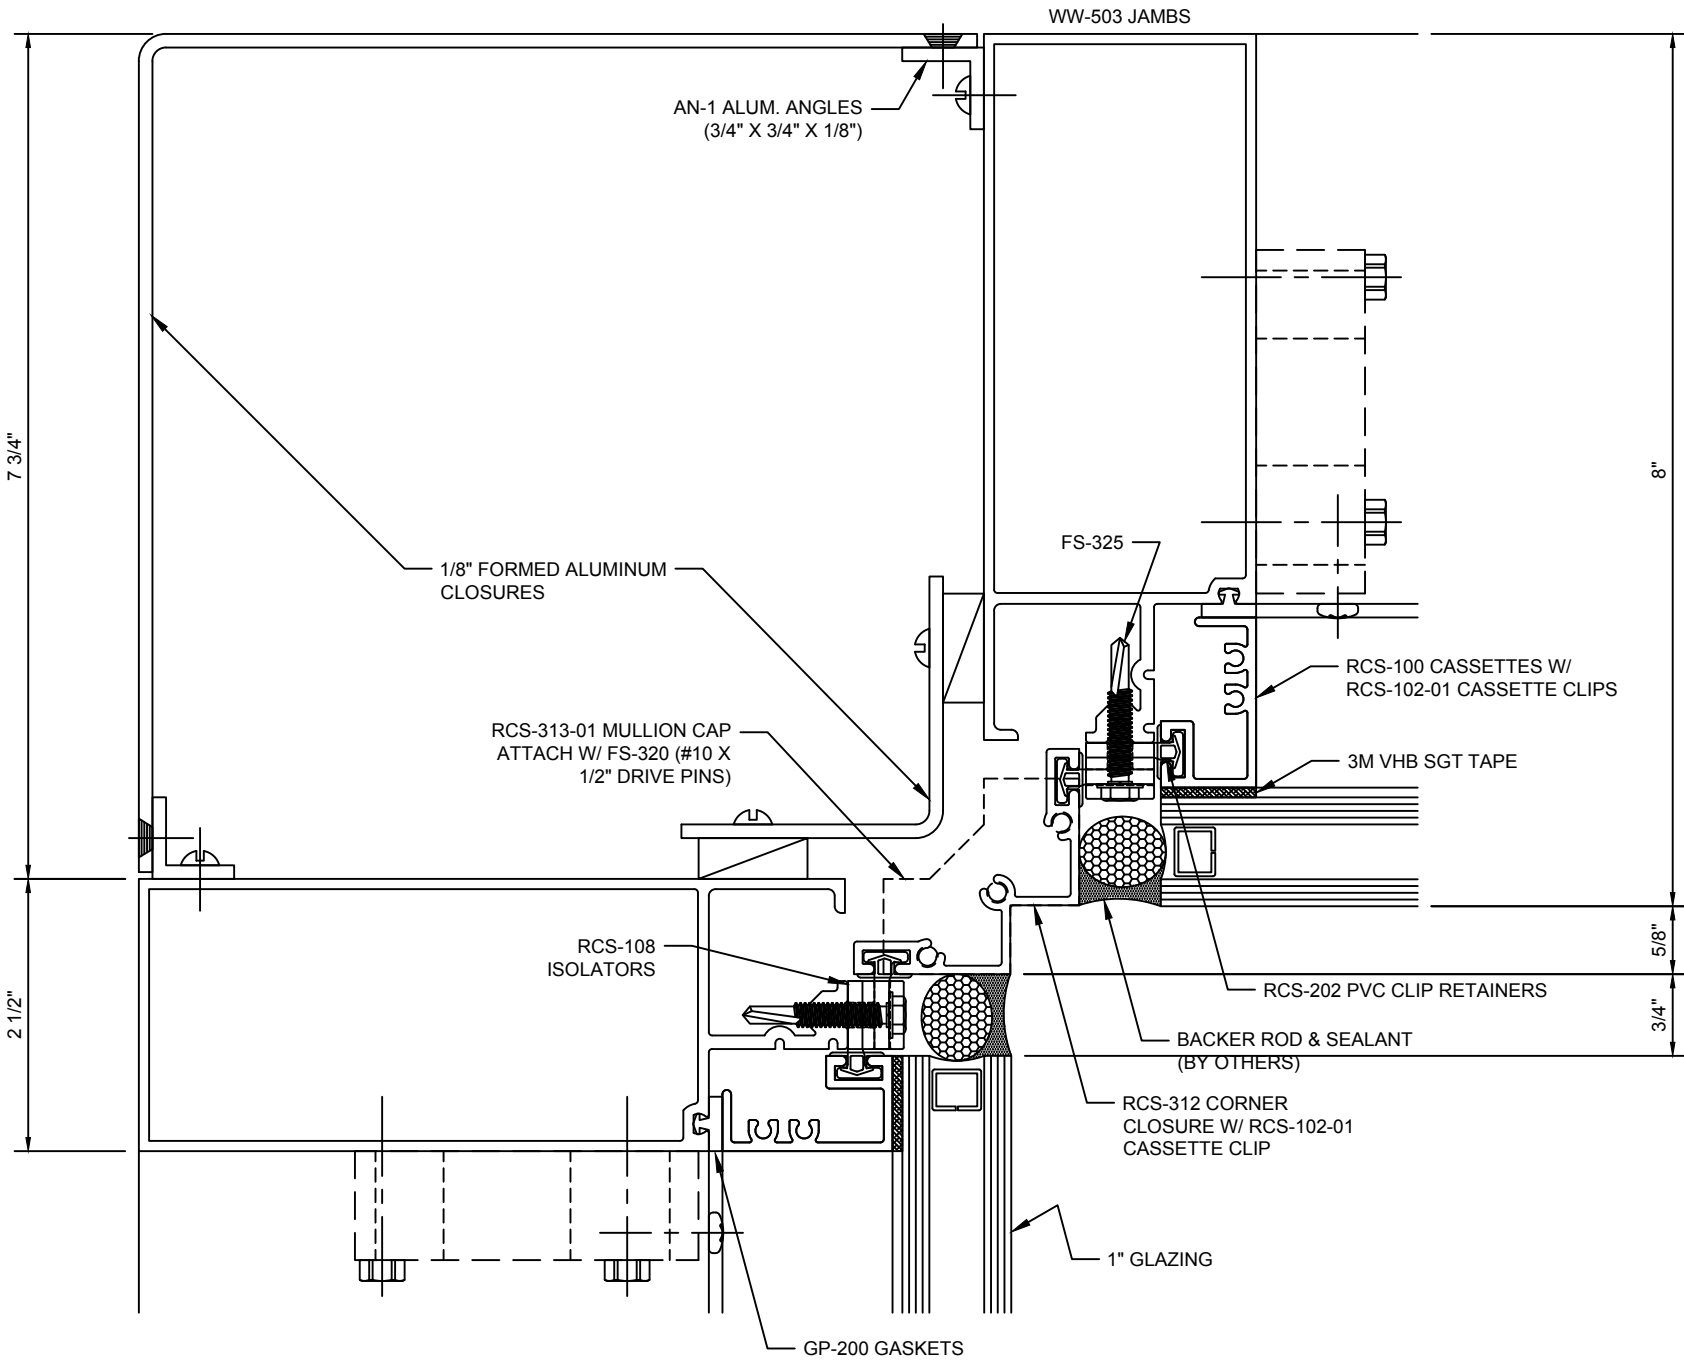 WW-503 JAMBS
AN-1 ALUM. ANGLES
(3/4" X 3/4" X 1/8")
7 3/4"
8"
FS-325
1/8" FORMED ALUMINUM
CLOSURES
RCS-100 CASSETTES W/
RCS-102-01 CASSETTE CLIPS
RCS-313-01 MULLION CAP
ATTACH W/ FS-320 (#10 X
1/2" DRIVE PINS)
3M VHB SGT TAPE
RCS-108
ISOLATORS
5/8"
RCS-202 PVC CLIP RETAINERS
2 1/2"
3/4"
BACKER ROD & SEALANT
(BY OTHERS)
RCS-312 CORNER
CLOSURE W/ RCS-102-01
CASSETTE CLIP
1" GLAZING
GP-200 GASKETS